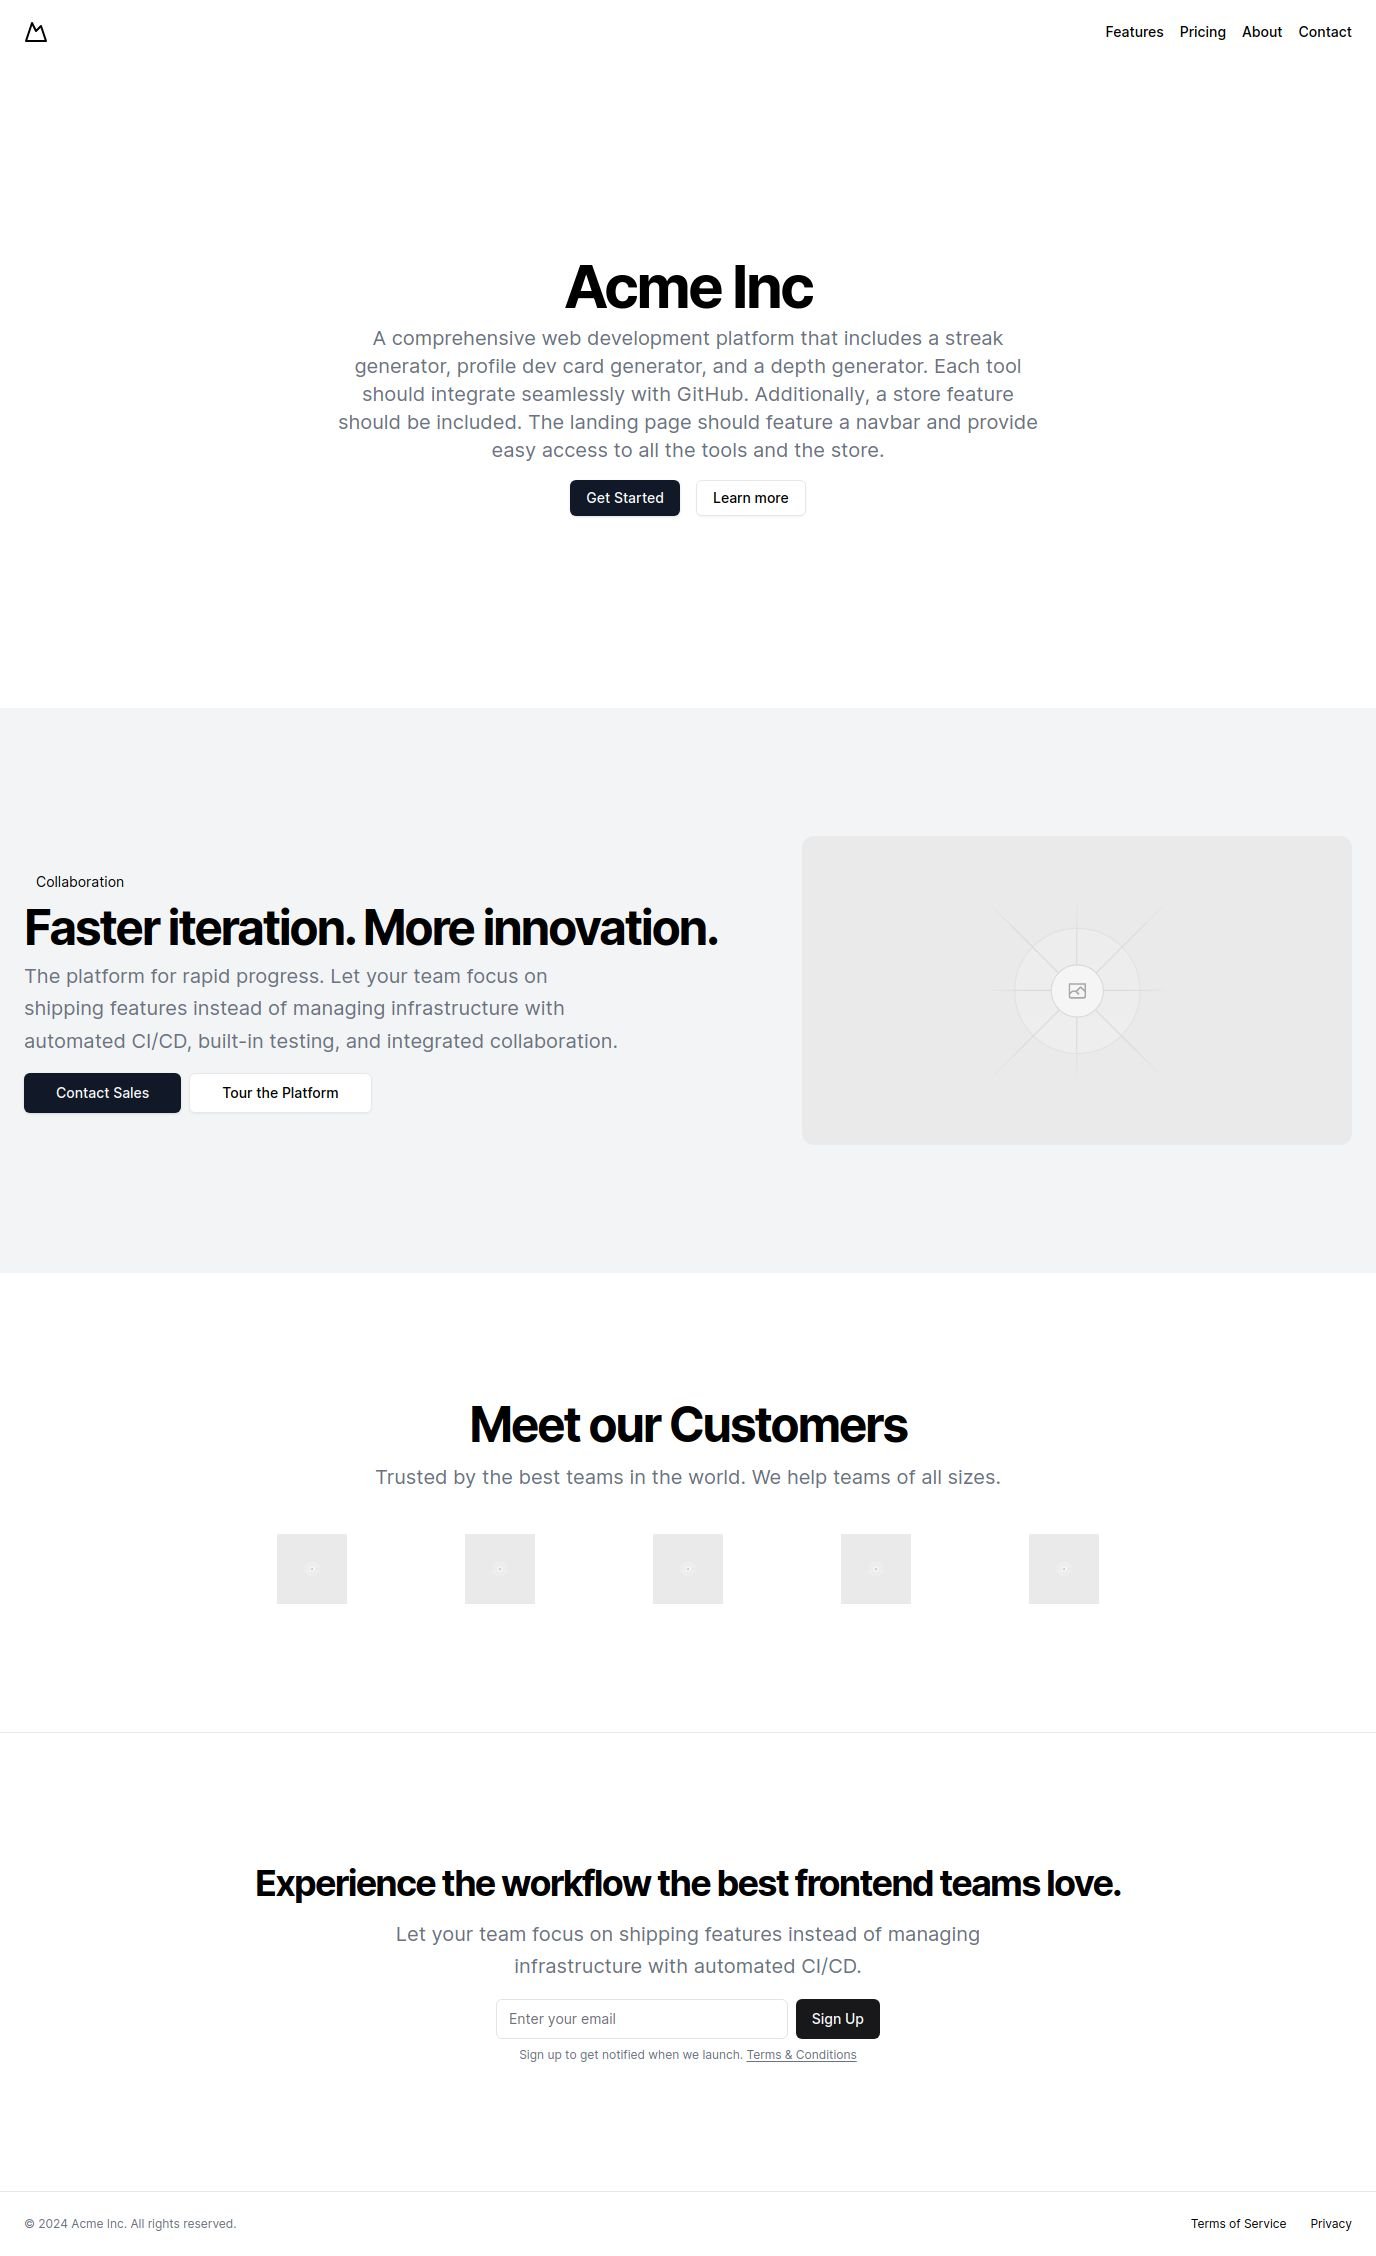 Features Pricing About Contact
Acme Inc
A comprehensive web development platform that includes a streak
generator, profile dev card generator, and a depth generator. Each tool
should integrate seamlessly with GitHub. Additionally, a store feature
should be included. The landing page should feature a navbar and provide
easy access to all the tools and the store.
Get Started Learn more
Collaboration
Faster iteration. More innovation.
The platform for rapid progress. Let your team focus on
shipping features instead of managing infrastructure with
automated CI/CD, built-in testing, and integrated collaboration.
Contact Sales Tour the Platform
Meet our Customers
Trusted by the best teams in the world. We help teams of all sizes.
Experience the workflow the best frontend teams love.
Let your team focus on shipping features instead of managing
infrastructure with automated CI/CD.
Enter your email Sign Up
Sign up to get notified when we launch. Terms & Conditions
© 2024 Acme Inc. All rights reserved. Terms of Service Privacy